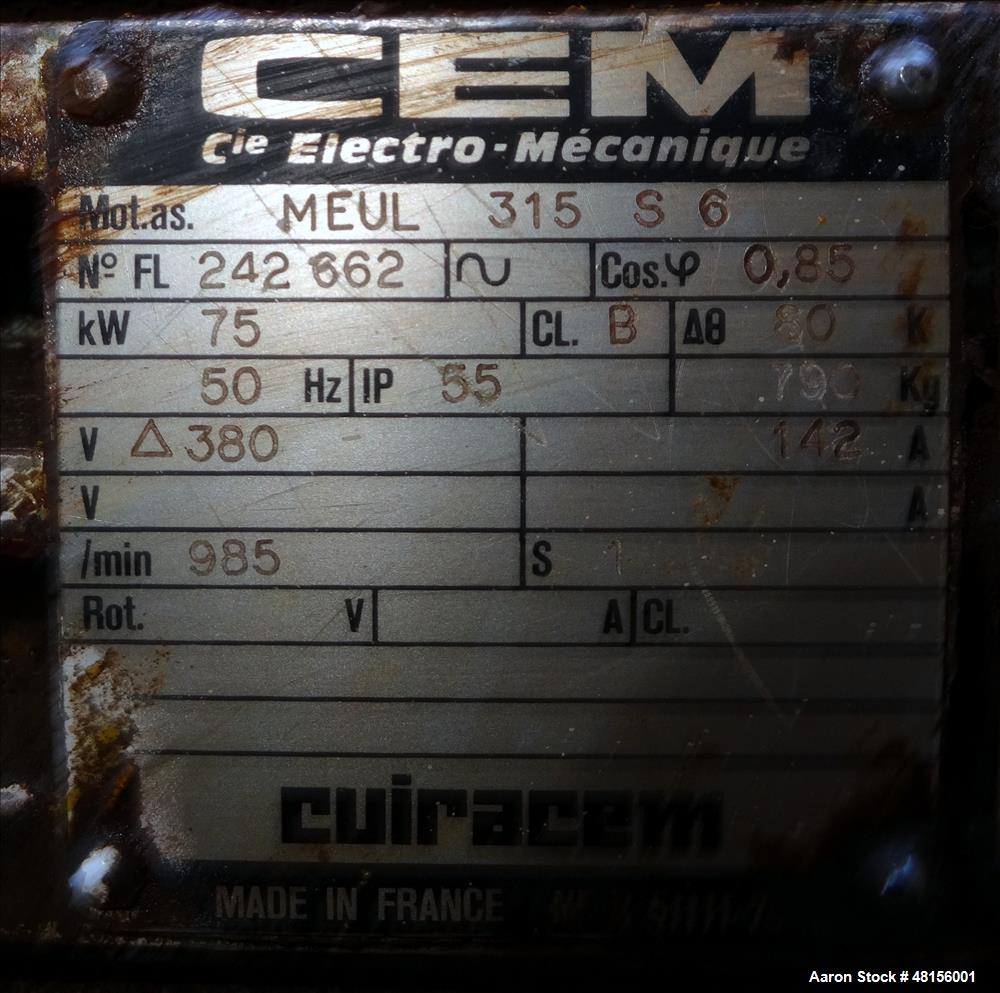 CEM
Cie Electro-Mécanique
Mot.as. MEUL 315 S 6
Nº FL 242 662 ∿ Cos.φ 0,85
kW 75 CL. B Δθ 80 K
50 Hz IP 55 790 Kg
V △ 380 142 A
V A
/min 985 S 1
Rot. V A CL.
cuiracem
MADE IN FRANCE
Aaron Stock # 48156001